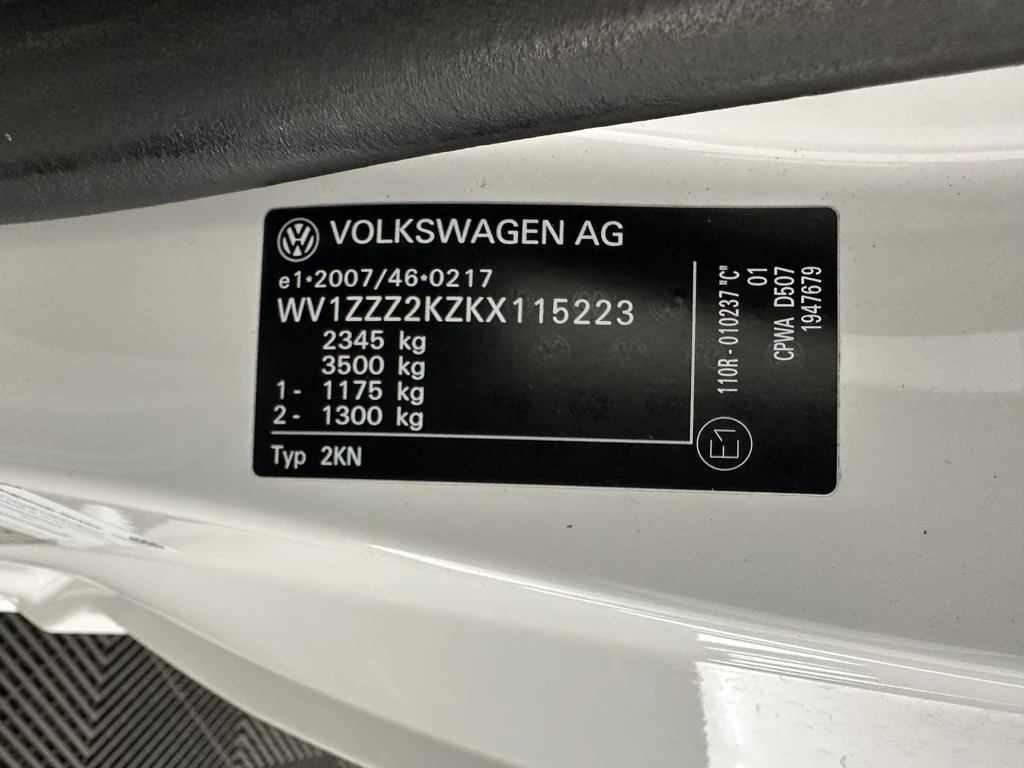 VOLKSWAGEN AG
e1*2007/46*0217
WV1ZZZ2KZKX115223
2345 kg
3500 kg
1- 1175 kg
2- 1300 kg
Typ 2KN
E1 110R-010237 "C"
01
CPWA D507
1947679